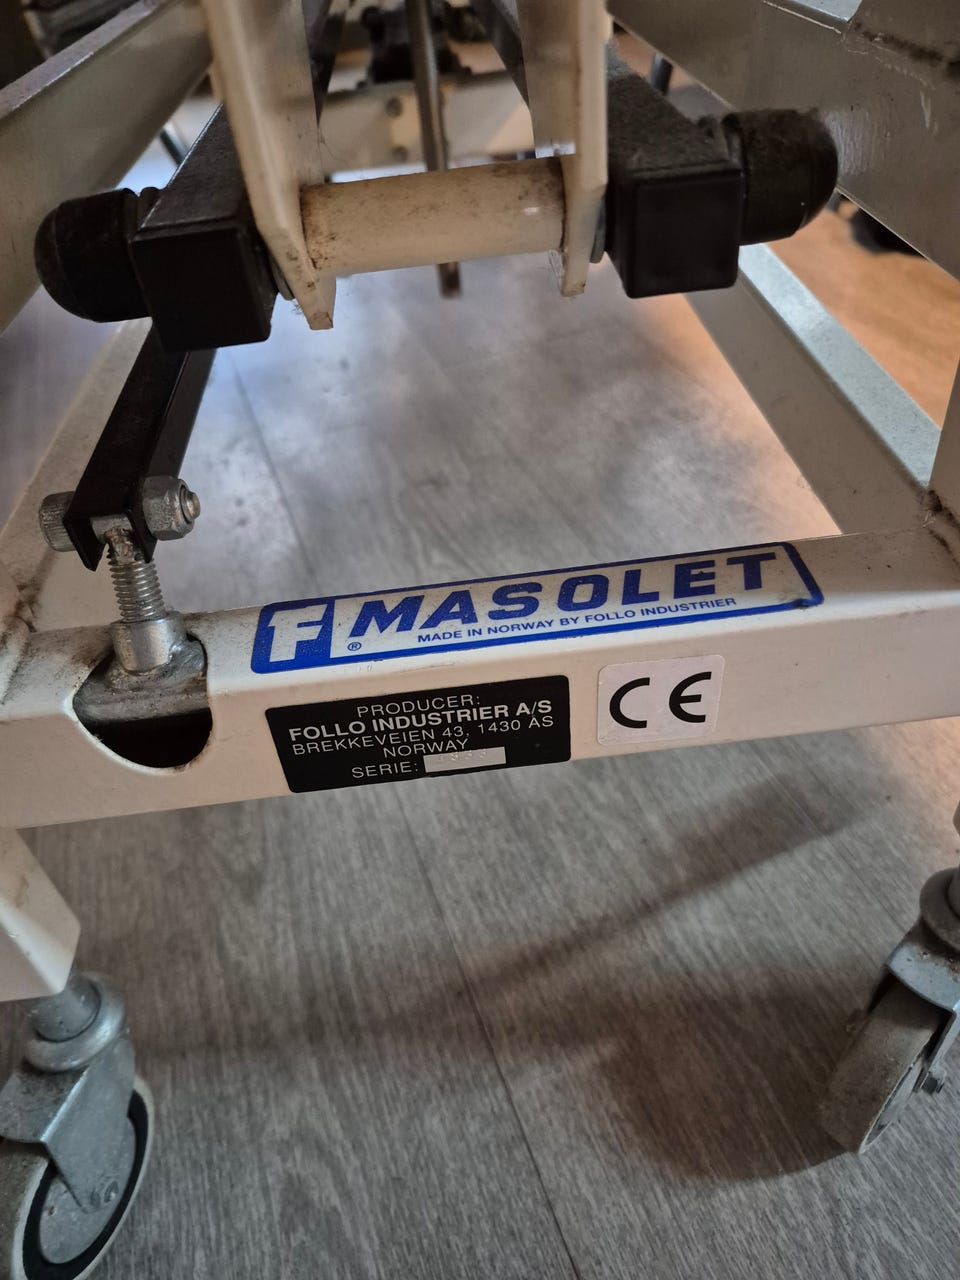 F MASOLET
®
MADE IN NORWAY BY FOLLO INDUSTRIER
PRODUCER:
FOLLO INDUSTRIER A/S
BREKKEVEIEN 43, 1430 ÅS
NORWAY
SERIE:
CE